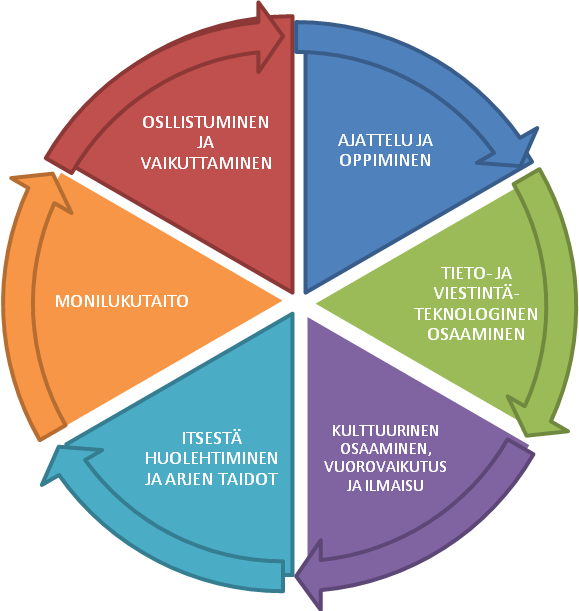 AJATTELU JA
OPPIMINEN
TIETO- JA
VIESTINTÄ-
TEKNOLOGINEN
OSAAMINEN
KULTTUURINEN
OSAAMINEN,
VUOROVAIKUTUS
JA ILMAISU
ITSESTÄ
HUOLEHTIMINEN
JA ARJEN TAIDOT
MONILUKUTAITO
OSLLISTUMINEN
JA
VAIKUTTAMINEN